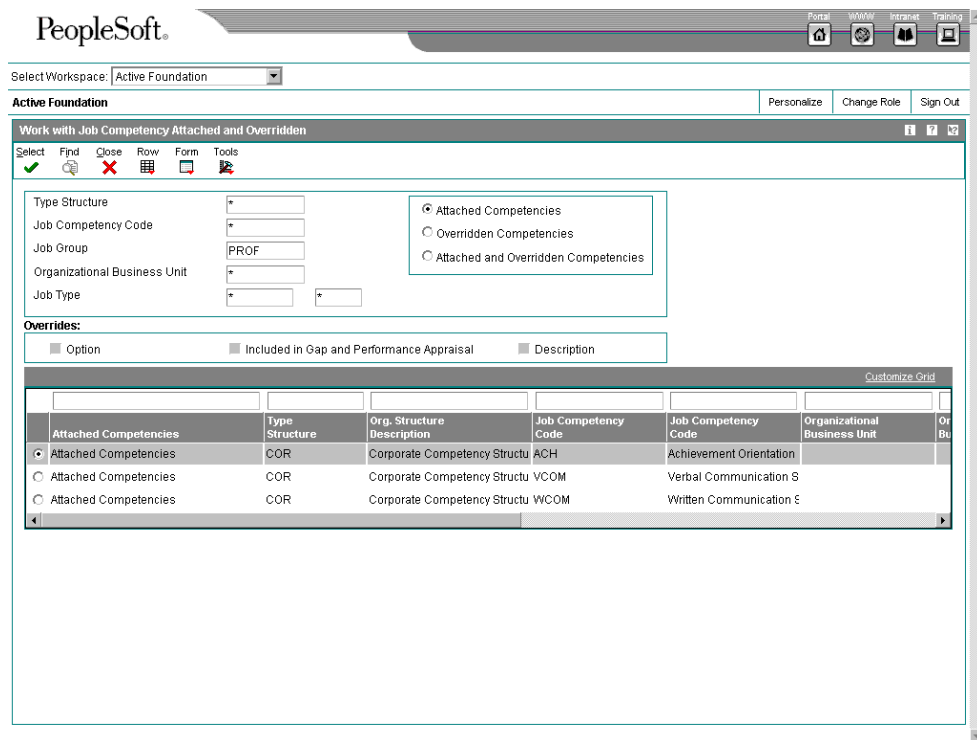 Portal WWW Intranet Training
PeopleSoft®
Select Workspace: Active Foundation
Active Foundation Personalize Change Role Sign Out
Work with Job Competency Attached and Overridden
Select Find Close Row Form Tools
Type Structure *
Attached Competencies
Job Competency Code *
Overridden Competencies
Job Group PROF
Attached and Overridden Competencies
Organizational Business Unit *
Job Type * *
Overrides:
Option Included in Gap and Performance Appraisal Description
Customize Grid
Attached Competencies Type Structure Org. Structure Description Job Competency Code Job Competency Code Organizational Business Unit Or Bu
Attached Competencies COR Corporate Competency Structu ACH Achievement Orientation
Attached Competencies COR Corporate Competency Structu VCOM Verbal Communication S
Attached Competencies COR Corporate Competency Structu WCOM Written Communication S